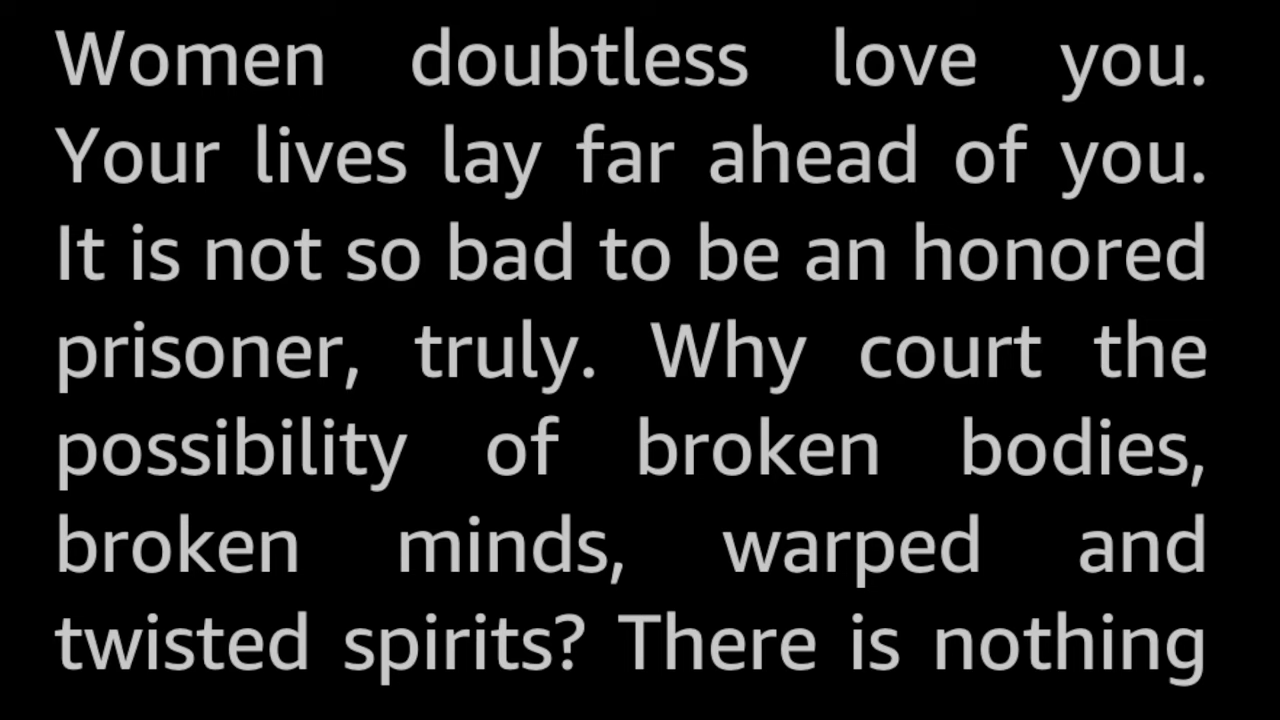 Women doubtless love you.
Your lives lay far ahead of you.
It is not so bad to be an honored
prisoner, truly. Why court the
possibility of broken bodies,
broken minds, warped and
twisted spirits? There is nothing